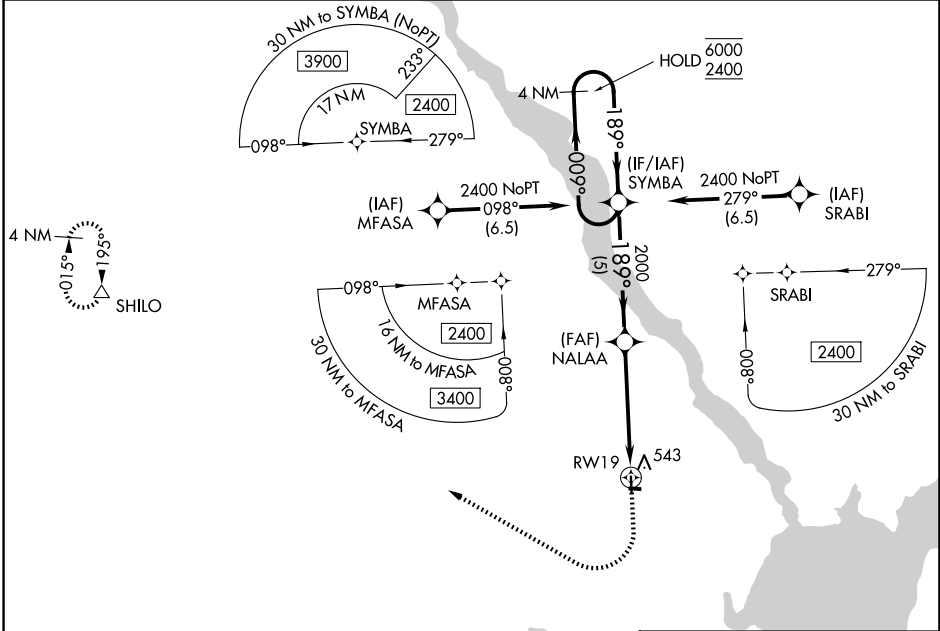 30 NM to SYMBA (NoPT)
3900
233°
17 NM
2400
SYMBA
098°
279°
HOLD 6000
2400
4 NM
189°
009°
(IF/IAF)
SYMBA
(IAF)
MFASA
2400 NoPT
098°
(6.5)
2400 NoPT
279°
(6.5)
(IAF)
SRABI
4 NM
015°
195°
SHILO
2000
189°
(5)
098°
MFASA
2400
16 NM to MFASA
008°
3400
30 NM to MFASA
279°
SRABI
2400
008°
30 NM to SRABI
(FAF)
NALAA
RW19
543